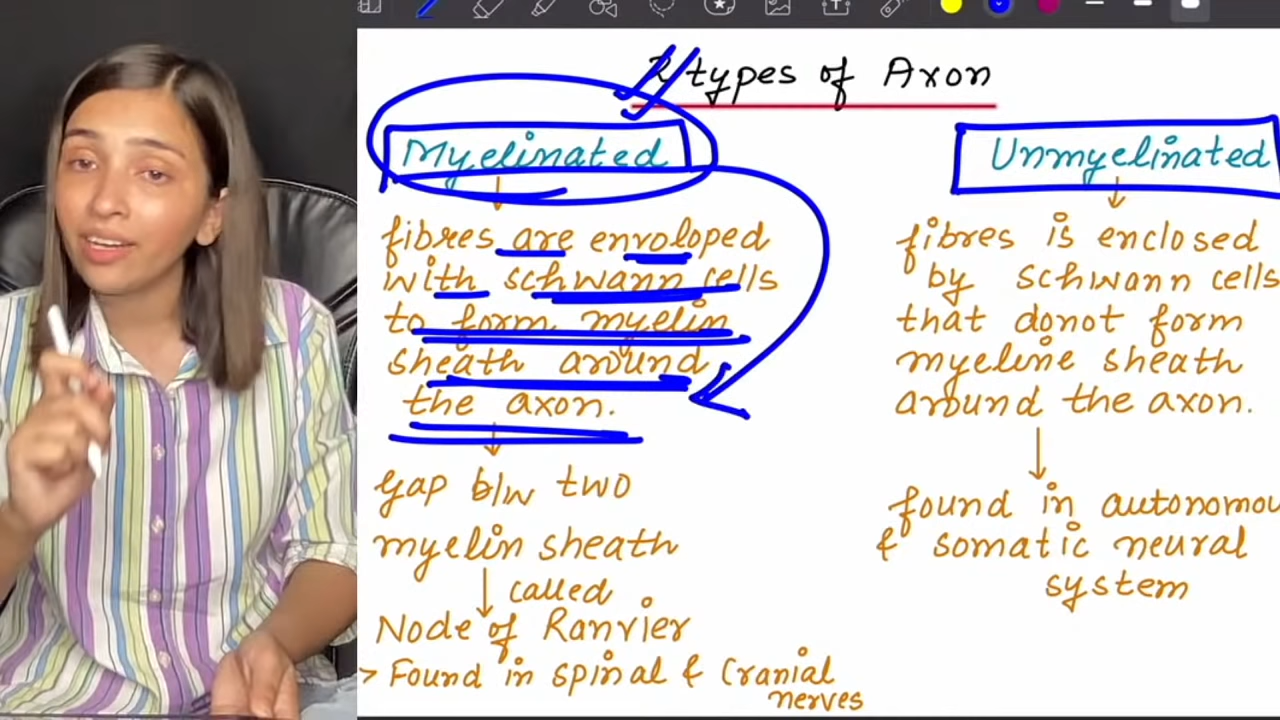 2 types of Axon
Myelinated
fibres are enveloped
with schwann cells
to form myelin
sheath around
the axon.
gap b/w two
myelin sheath
called
Node of Ranvier
> Found in spinal & Cranial
nerves
Unmyelinated
fibres is enclosed
by schwann cells
that donot form
myeline sheath
around the axon.
found in autonomou
& somatic neural
system